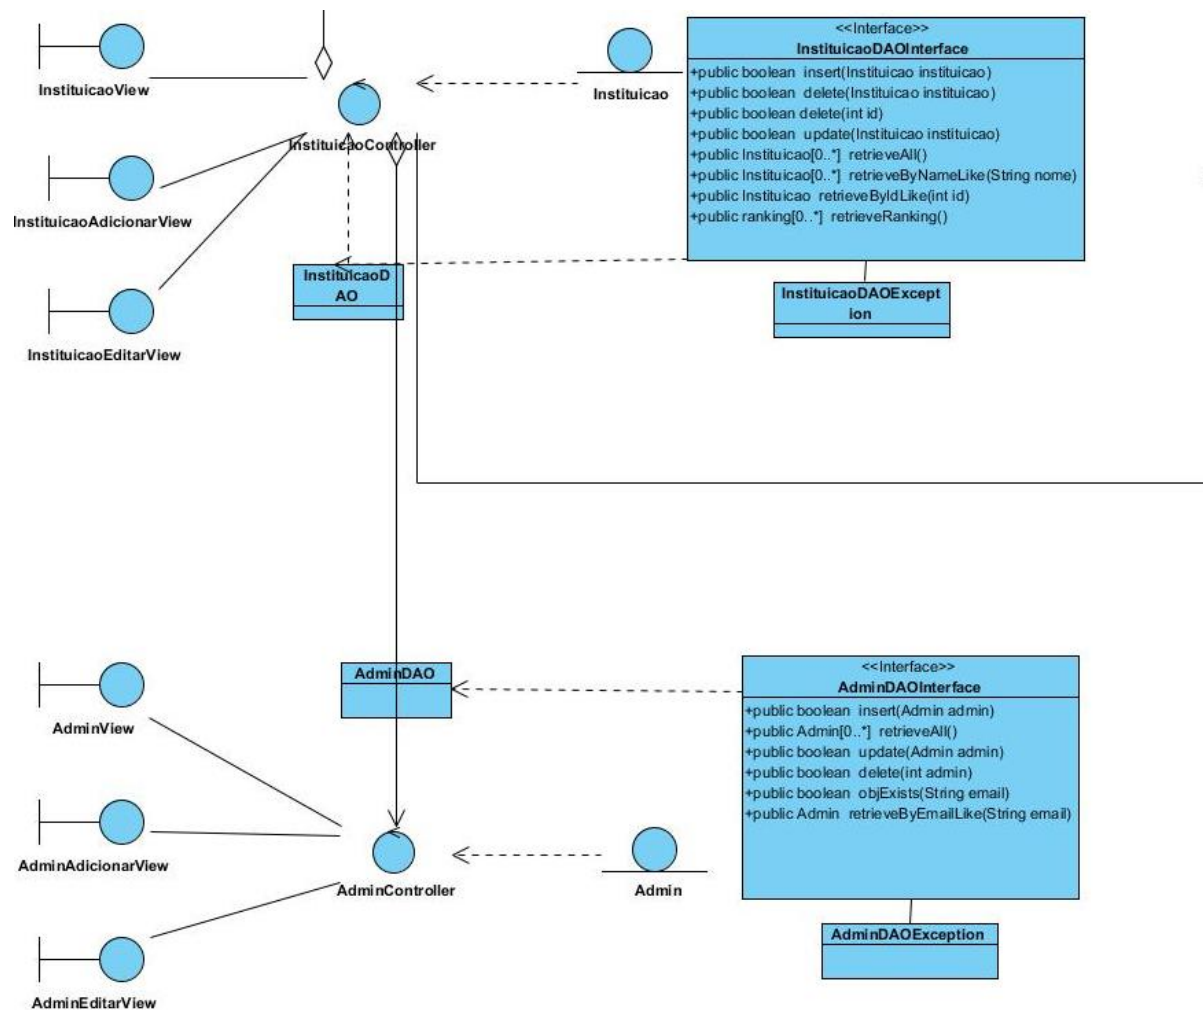 InstituicaoView
InstituicaoAdicionarView
InstituicaoEditarView
InstituicaoController
Instituicao
<<Interface>>
InstituicaoDAOInterface
+public boolean insert(Instituicao instituicao)
+public boolean delete(Instituicao instituicao)
+public boolean delete(int id)
+public boolean update(Instituicao instituicao)
+public Instituicao[0..*] retrieveAll()
+public Instituicao[0..*] retrieveByNameLike(String nome)
+public Instituicao retrieveByIdLike(int id)
+public ranking[0..*] retrieveRanking()
InstituicaoD
AO
InstituicaoDAOExcept
ion
AdminView
AdminAdicionarView
AdminEditarView
AdminDAO
AdminController
Admin
<<Interface>>
AdminDAOInterface
+public boolean insert(Admin admin)
+public Admin[0..*] retrieveAll()
+public boolean update(Admin admin)
+public boolean delete(int admin)
+public boolean objExists(String email)
+public Admin retrieveByEmailLike(String email)
AdminDAOException